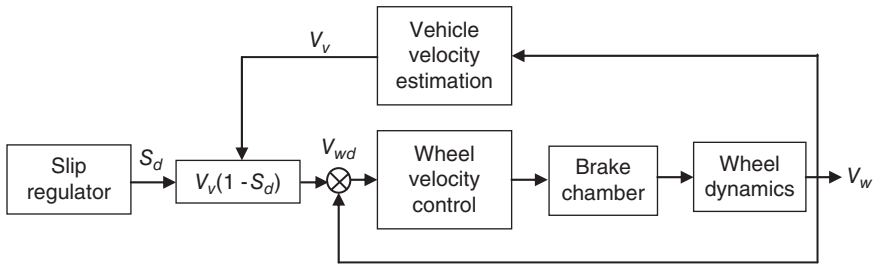 Vehicle
velocity
estimation
V_v
Slip
regulator
S_d
V_v(1 - S_d)
V_wd
Wheel
velocity
control
Brake
chamber
Wheel
dynamics
V_w